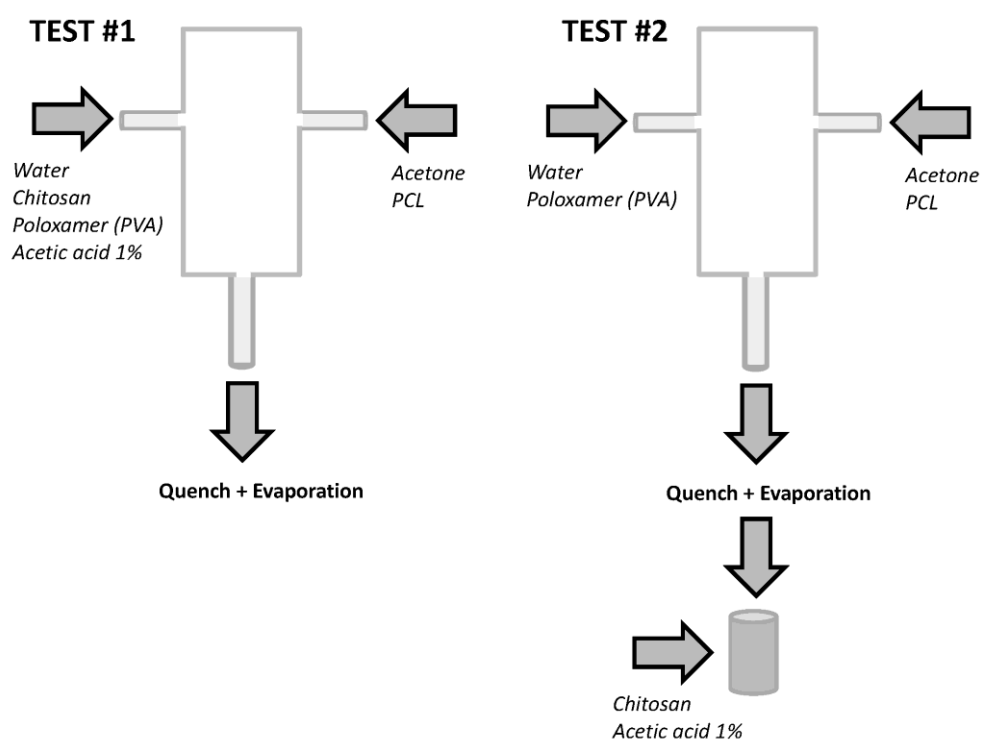 TEST #1
Water
Chitosan
Poloxamer (PVA)
Acetic acid 1%
Acetone
PCL
Quench + Evaporation
TEST #2
Water
Poloxamer (PVA)
Acetone
PCL
Quench + Evaporation
Chitosan
Acetic acid 1%